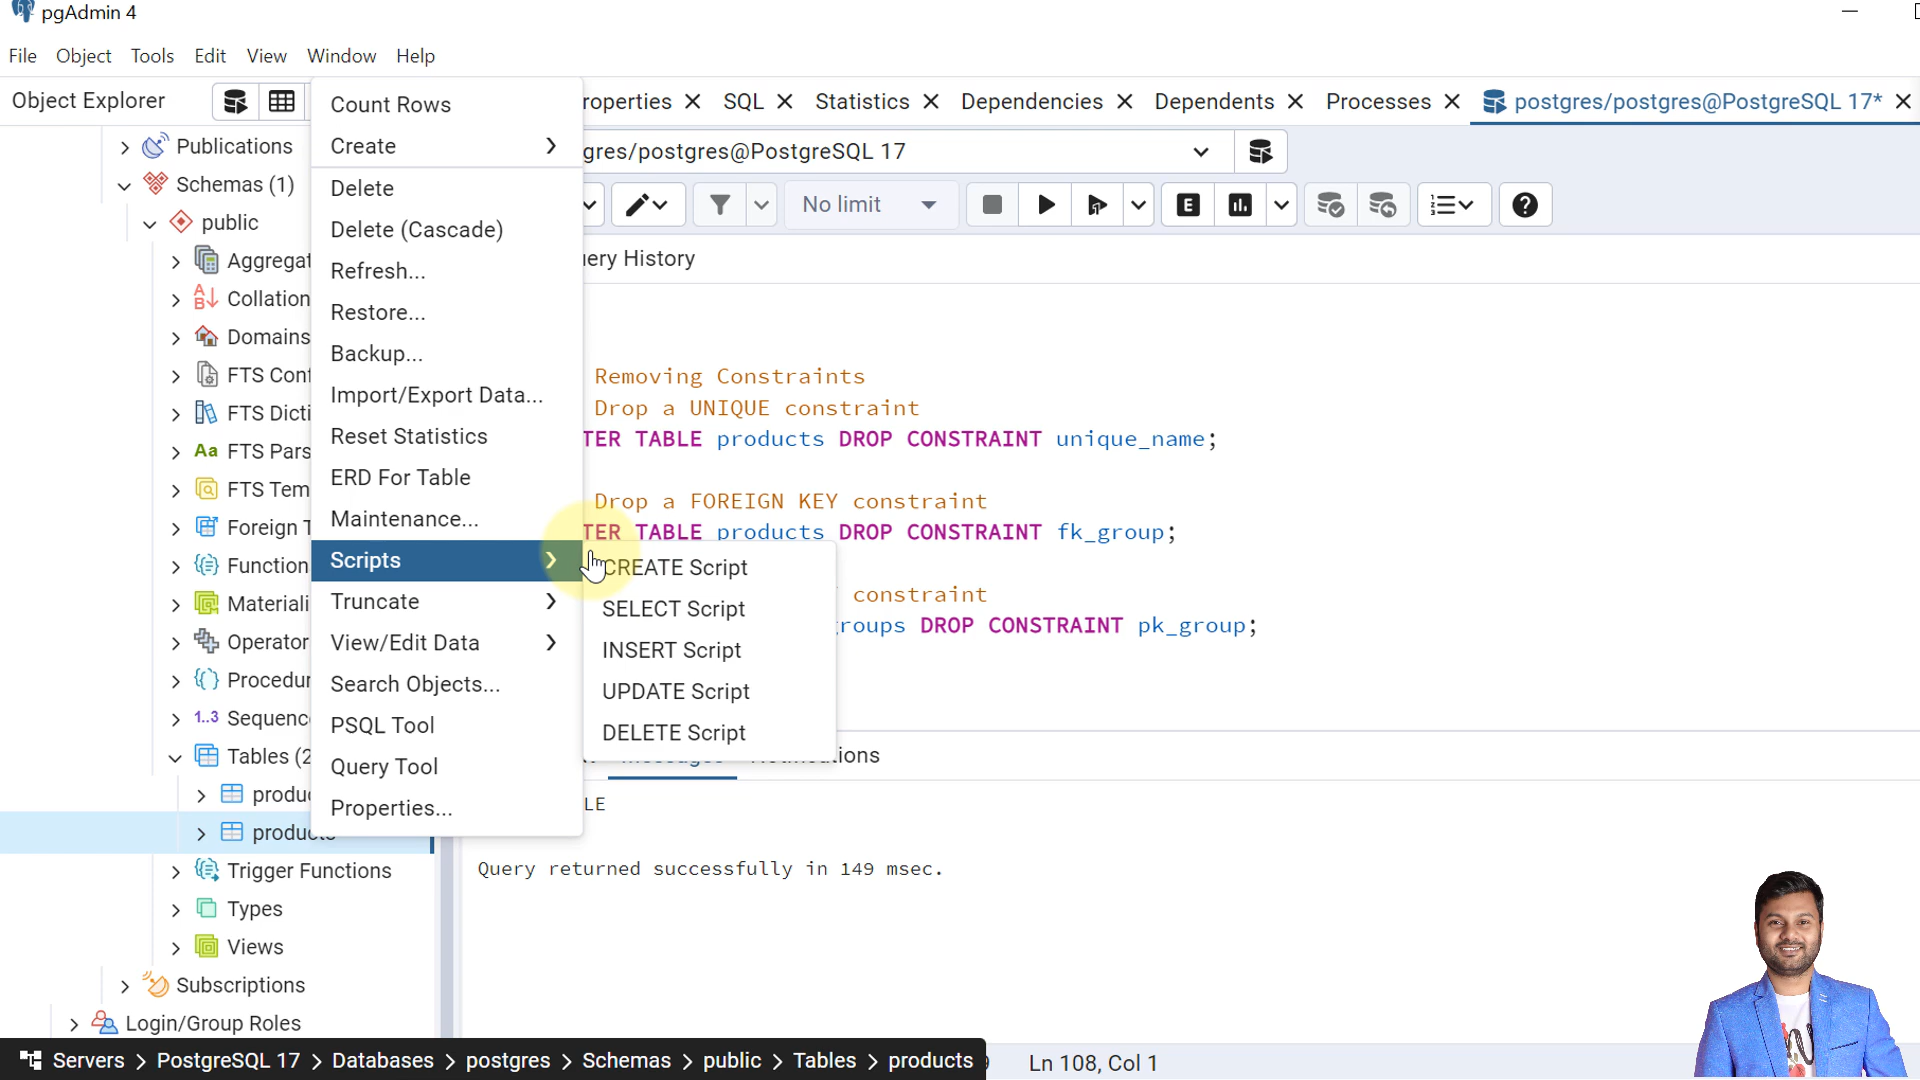 pgAdmin 4
File Object Tools Edit View Window Help
Object Explorer
roperties SQL Statistics Dependencies Dependents Processes postgres/postgres@PostgreSQL 17*
gres/postgres@PostgreSQL 17
No limit
E
ery History
Publications
Schemas (1)
public
Aggregat
Collation
Domains
FTS Conf
FTS Dicti
Aa FTS Pars
FTS Tem
Foreign T
Function
Materiali
Operator
Procedur
1..3 Sequenc
Tables (2
produc
products
Trigger Functions
Types
Views
Subscriptions
Login/Group Roles
Count Rows
Create
Delete
Delete (Cascade)
Refresh...
Restore...
Backup...
Import/Export Data...
Reset Statistics
ERD For Table
Maintenance...
Scripts
Truncate
View/Edit Data
Search Objects...
PSQL Tool
Query Tool
Properties...
CREATE Script
SELECT Script
INSERT Script
UPDATE Script
DELETE Script
Removing Constraints
Drop a UNIQUE constraint
TER TABLE products DROP CONSTRAINT unique_name;
Drop a FOREIGN KEY constraint
TER TABLE products DROP CONSTRAINT fk_group;
constraint
groups DROP CONSTRAINT pk_group;
LE
Query returned successfully in 149 msec.
Servers > PostgreSQL 17 > Databases > postgres > Schemas > public > Tables > products
Ln 108, Col 1